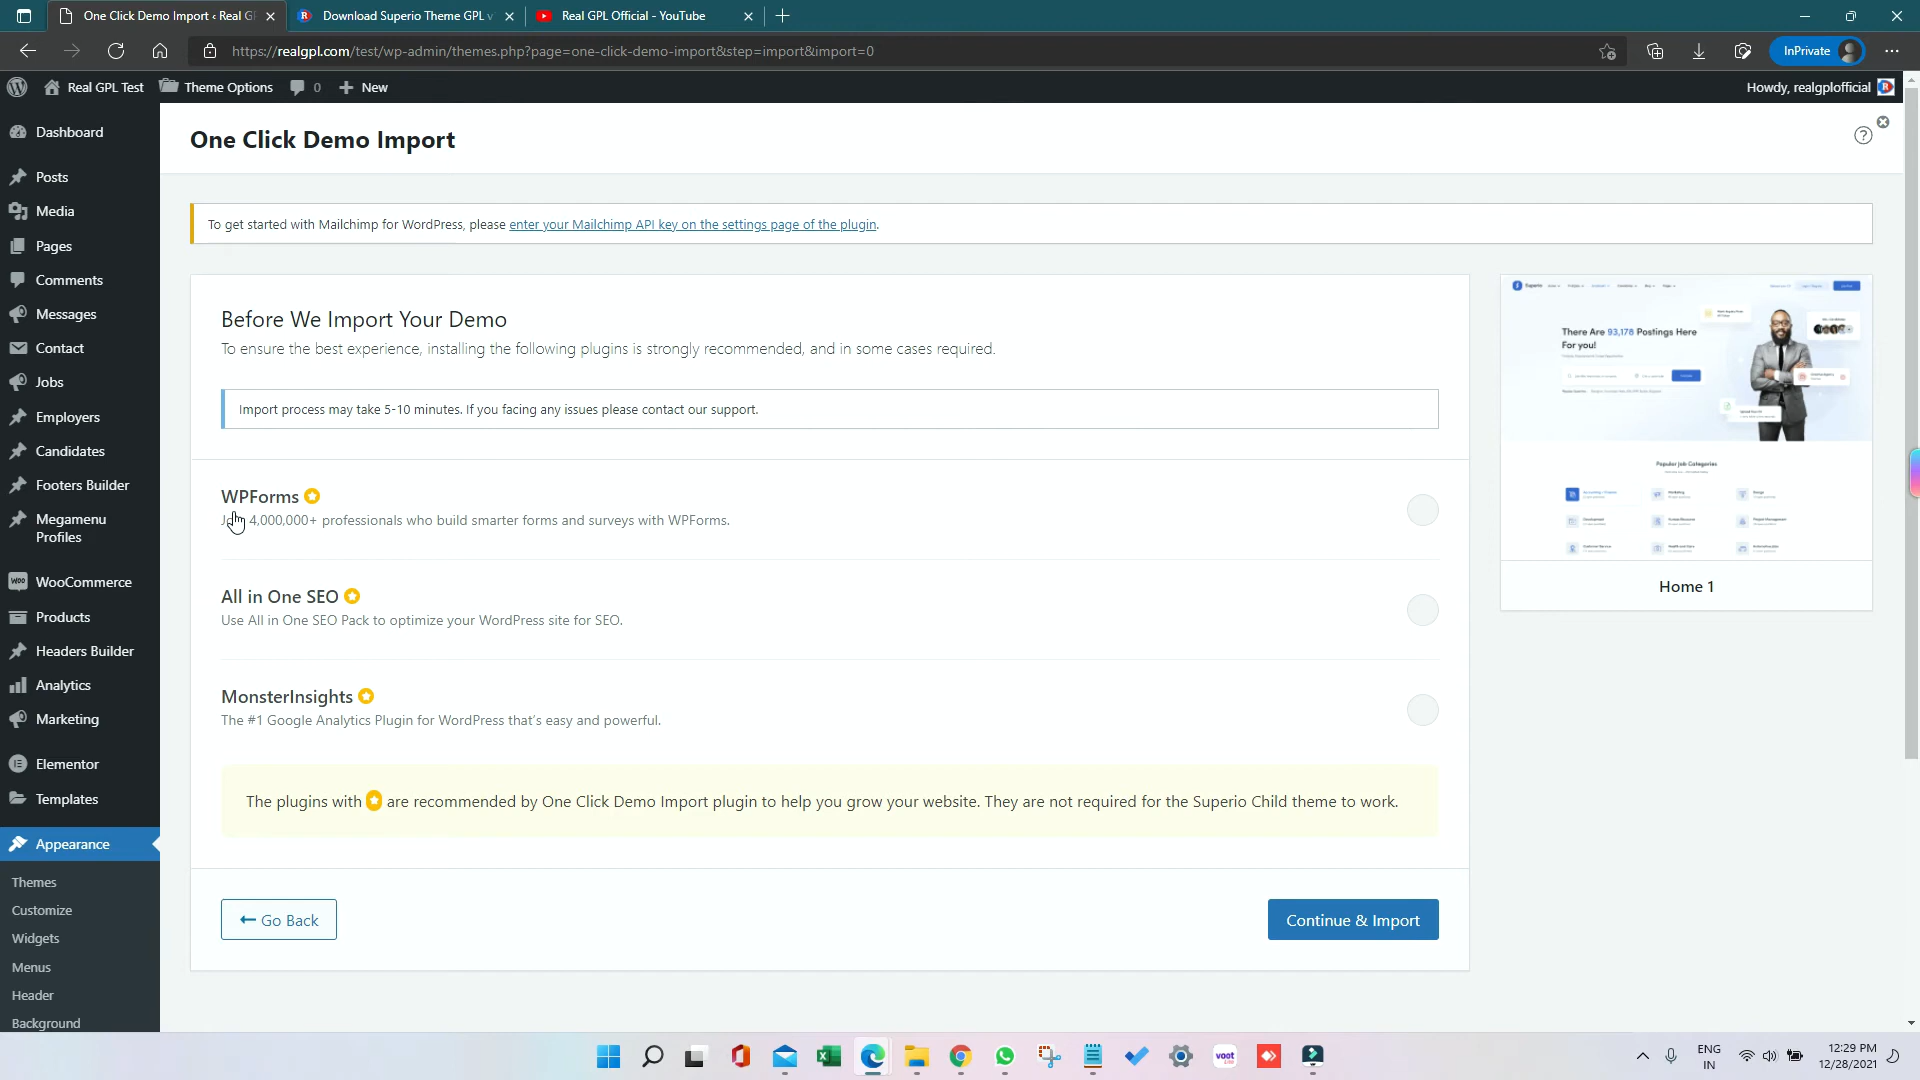 One Click Demo Import ‹ Real GP
Download Superio Theme GPL v
Real GPL Official - YouTube
https://realgpl.com/test/wp-admin/themes.php?page=one-click-demo-import&step=import&import=0
InPrivate
Real GPL Test
Theme Options
0
New
Howdy, realgplofficial
Dashboard
Posts
Media
Pages
Comments
Messages
Contact
Jobs
Employers
Candidates
Footers Builder
Megamenu
Profiles
WooCommerce
Products
Headers Builder
Analytics
Marketing
Elementor
Templates
Appearance
Themes
Customize
Widgets
Menus
Header
Background
One Click Demo Import
To get started with Mailchimp for WordPress, please enter your Mailchimp API key on the settings page of the plugin.
Before We Import Your Demo
To ensure the best experience, installing the following plugins is strongly recommended, and in some cases required.
Import process may take 5-10 minutes. If you facing any issues please contact our support.
WPForms
4,000,000+ professionals who build smarter forms and surveys with WPForms.
All in One SEO
Use All in One SEO Pack to optimize your WordPress site for SEO.
MonsterInsights
The #1 Google Analytics Plugin for WordPress that's easy and powerful.
The plugins with are recommended by One Click Demo Import plugin to help you grow your website. They are not required for the Superio Child theme to work.
Go Back
Continue & Import
Superio
There Are 93,178 Postings Here
For you!
Popular Job Categories
Home 1
voot
ENG
IN
12:29 PM
12/28/2021